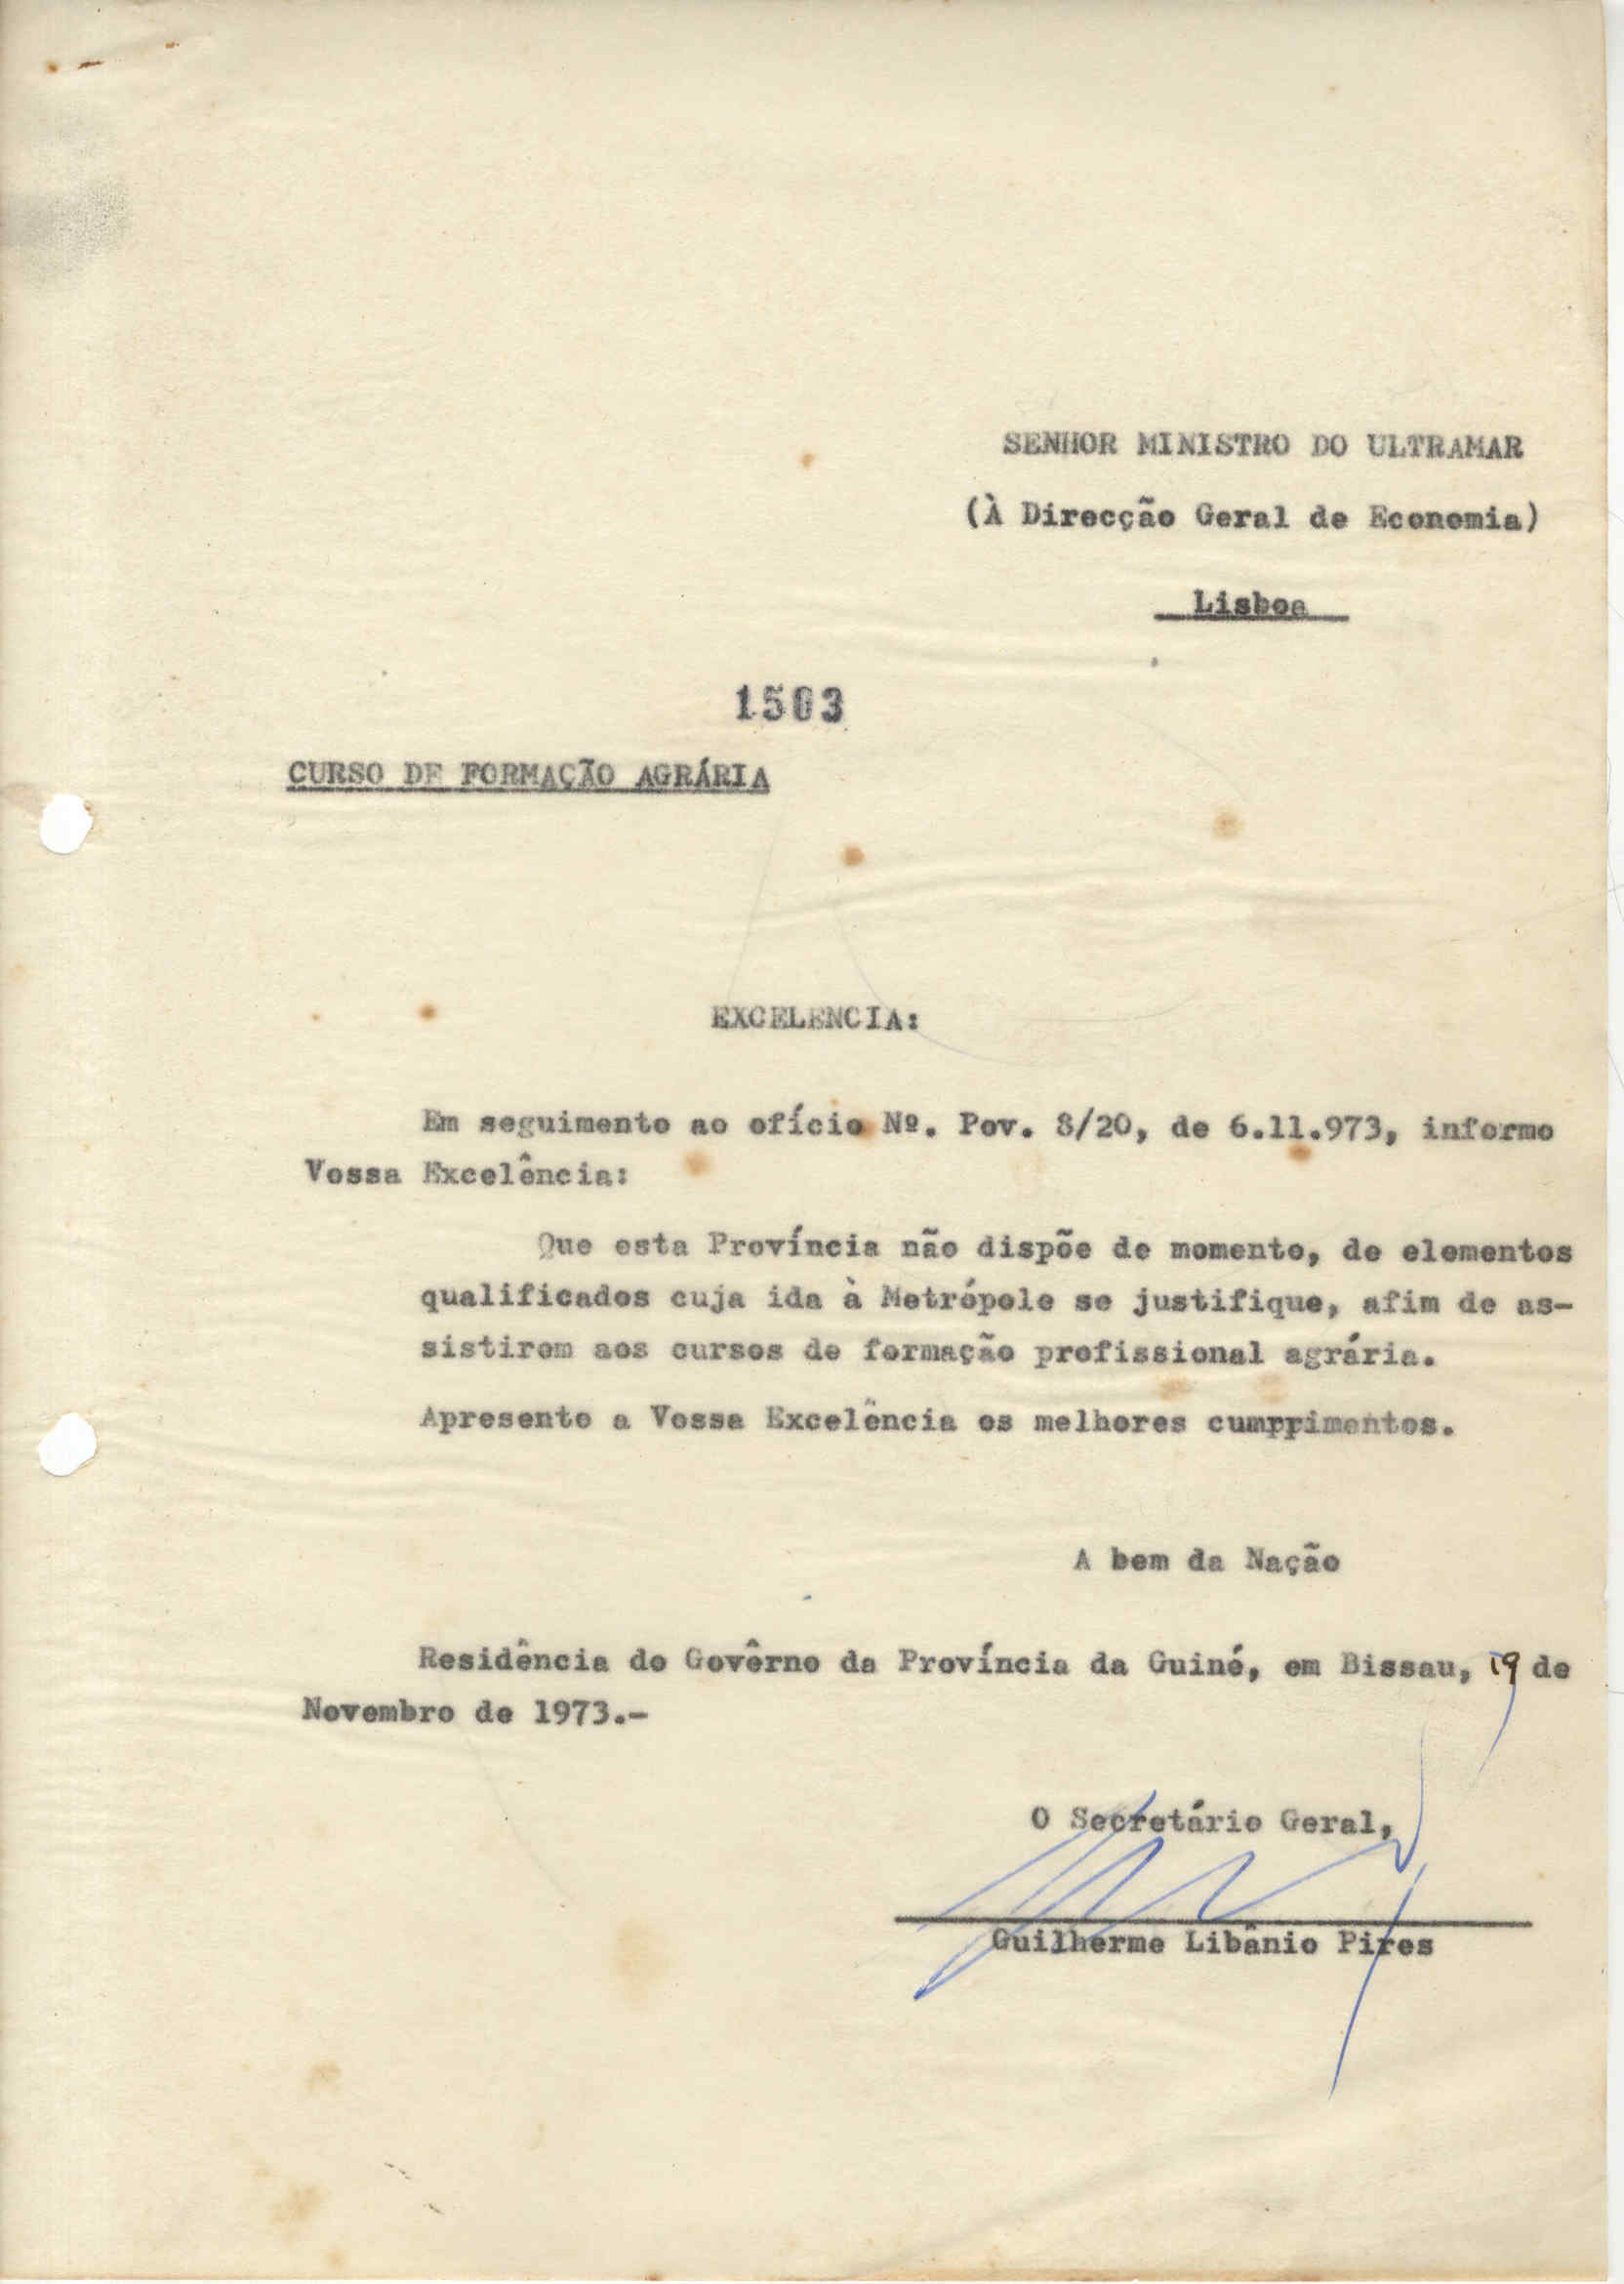 SENHOR MINISTRO DO ULTRAMAR
(À Direcção Geral de Economia)
Lisboa
1503
CURSO DE FORMAÇÃO AGRÁRIA
EXCELENCIA:
Em seguimento ao ofício Nº. Pov. 8/20, de 6.11.973, informo
Vossa Excelência:
Que esta Província não dispõe de momento, de elementos
qualificados cuja ida à Metrópole se justifique, afim de as-
sistirem aos cursos de formação profissional agrária.
Apresento a Vossa Excelência os melhores cumprimentos.
A bem da Nação
Residência do Govêrno da Província da Guiné, em Bissau, 19 de
Novembro de 1973.-
O Secretário Geral,
Guilherme Libânio Pires